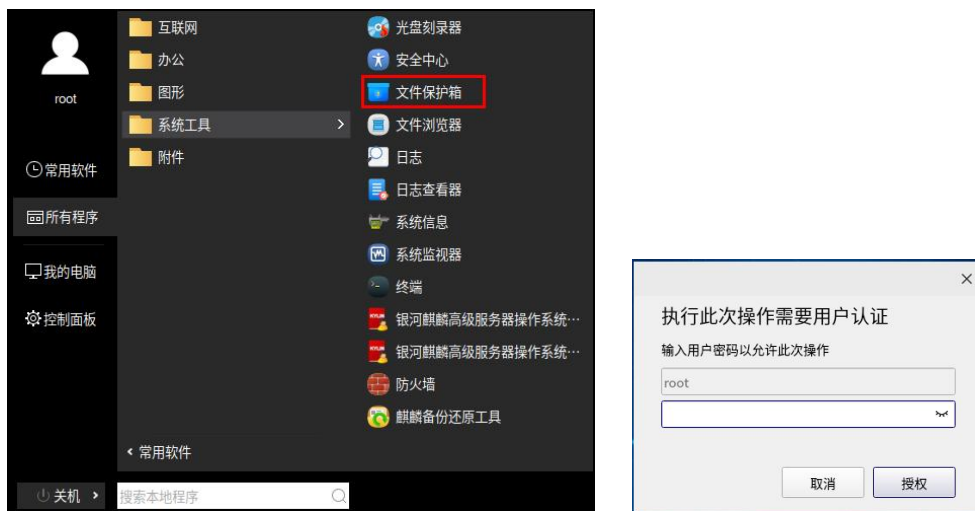 root
常用软件
所有程序
我的电脑
控制面板
关机
互联网
办公
图形
系统工具
附件
常用软件
搜索本地程序
光盘刻录器
安全中心
文件保护箱
文件浏览器
日志
日志查看器
系统信息
系统监视器
终端
银河麒麟高级服务器操作系统…
银河麒麟高级服务器操作系统…
防火墙
麒麟备份还原工具
执行此次操作需要用户认证
输入用户密码以允许此次操作
root
取消
授权